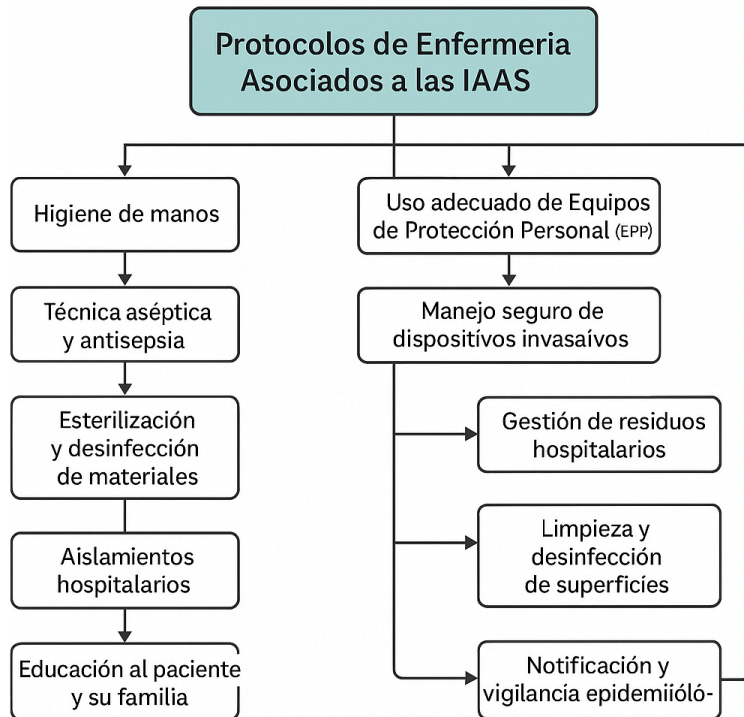 Protocolos de Enfermeria
Asociados a las IAAS
Higiene de manos
Técnica aséptica
y antisepsia
Esterilización
y desinfección
de materiales
Aislamientos
hospitalarios
Educación al paciente
y su familia
Uso adecuado de Equipos
de Protección Personal (EPP)
Manejo seguro de
dispositívos invasaívos
Gestión de residuos
hospitalarios
Limpieza y
desinfección
de superficíes
Notificación y
vigilancía epidemiióló-